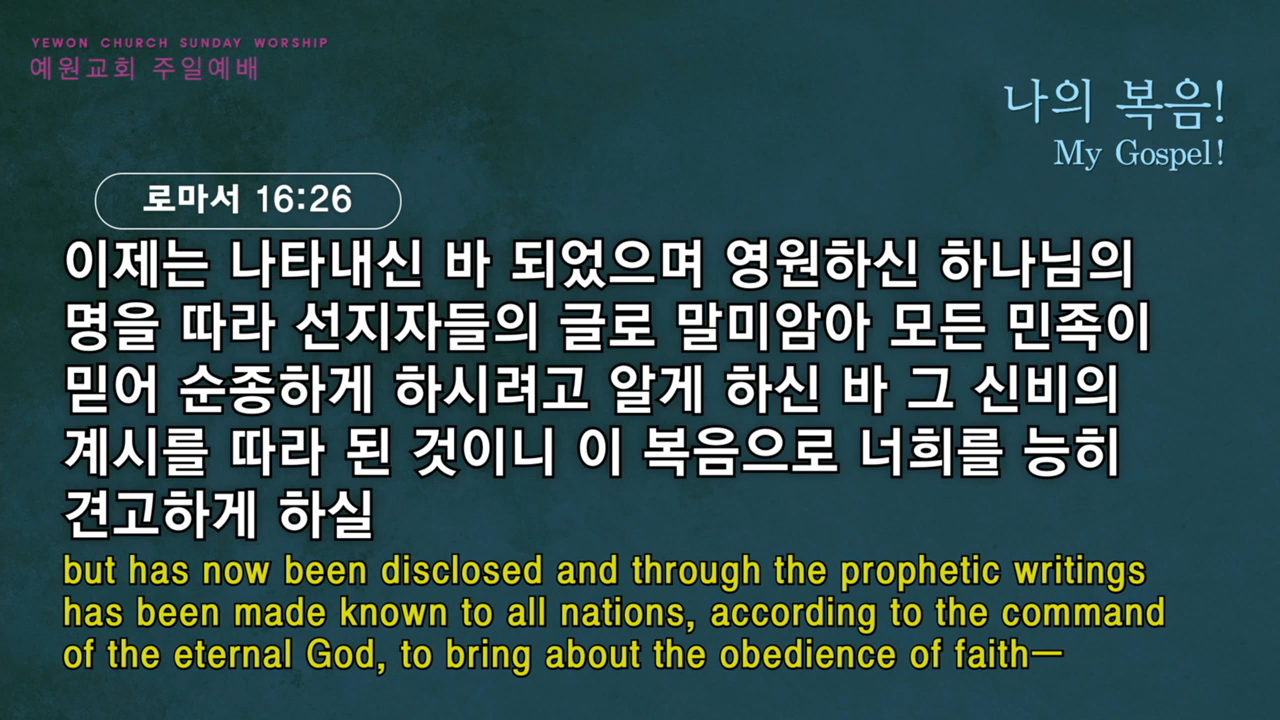 YEWON CHURCH SUNDAY WORSHIP
예원교회 주일예배
나의 복음!
My Gospel!
로마서 16:26
이제는 나타내신 바 되었으며 영원하신 하나님의
명을 따라 선지자들의 글로 말미암아 모든 민족이
믿어 순종하게 하시려고 알게 하신 바 그 신비의
계시를 따라 된 것이니 이 복음으로 너희를 능히
견고하게 하실
but has now been disclosed and through the prophetic writings
has been made known to all nations, according to the command
of the eternal God, to bring about the obedience of faith—